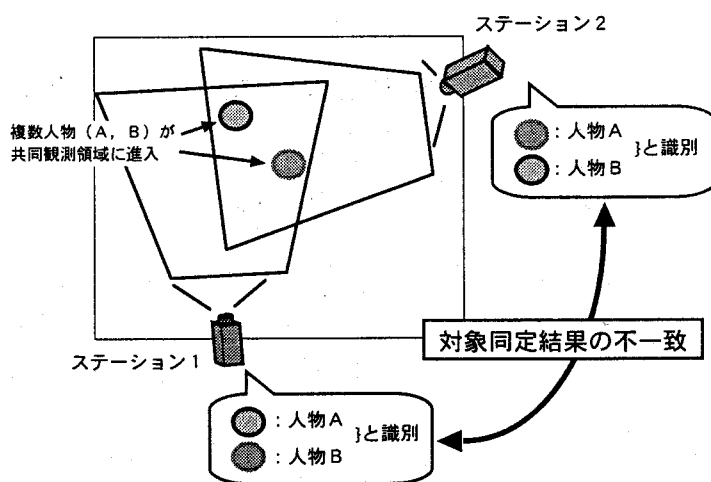 ステーション2
複数人物（A，B）が
共同観測領域に進入
：人物A
：人物B
}と識別
対象同定結果の不一致
ステーション1
：人物A
：人物B
}と識別